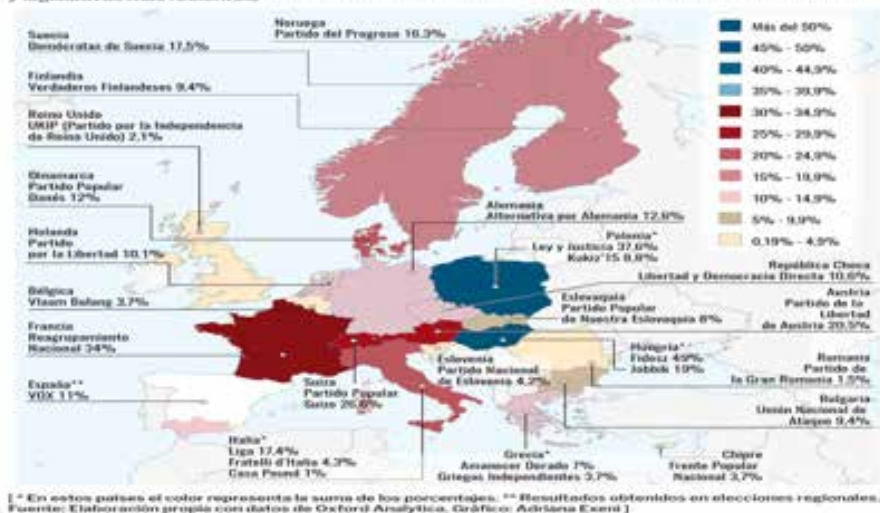 Noruega
Partido del Progreso 16.3%
Suecia
Demócratas de Suecia 17,5%
Finlandia
Verdaderos Finlandeses 9.4%
Reino Unido
UKIP (Partido por la Independencia
de Reino Unido) 2.1%
Dinamarca
Partido Popular
Danés 12%
Holanda
Partido
por la Libertad 10.1%
Bélgica
Vlaam Belang 3.7%
Francia
Reagrupamiento
Nacional 34%
España**
VOX 11%
Alemania
Alternativa por Alemania 12,6%
Polonia*
Ley y Justicia 37,6%
Kukiz'15 8,8%
República Checa
Libertad y Democracia Directa 10,6%
Austria
Partido de la
Libertad
de Austria 20.5%
Eslovaquia
Partido Popular
de Nuestra Eslovaquia 8%
Hungría*
Fidesz 49%
Jobbik 19%
Eslovenia
Partido Nacional
de Eslovenia 4.2%
Suiza
Partido Popular
Suizo 26.6%
Rumania
Partido de
la Gran Rumania 1.5%
Bulgaria
Unión Nacional de
Ataque 9,4%
Italia*
Liga 17.4%
Fratelli d'Italia 4.3%
Casa Pound 1%
Grecia*
Amanecer Dorado 7%
Griegos Independientes 3,7%
Chipre
Frente Popular
Nacional 3,7%
Más del 50%
45% - 50%
40% - 44,9%
35% - 39,9%
30% - 34,9%
25% - 29,9%
20% - 24,9%
15% - 19,9%
10% - 14,9%
5% - 9,9%
0,19% - 4,9%
[ * En estos países el color representa la suma de los porcentajes. ** Resultados obtenidos en elecciones regionales.
Fuente: Elaboración propia con datos de Oxford Analytica. Gráfico: Adriana Exeni ]